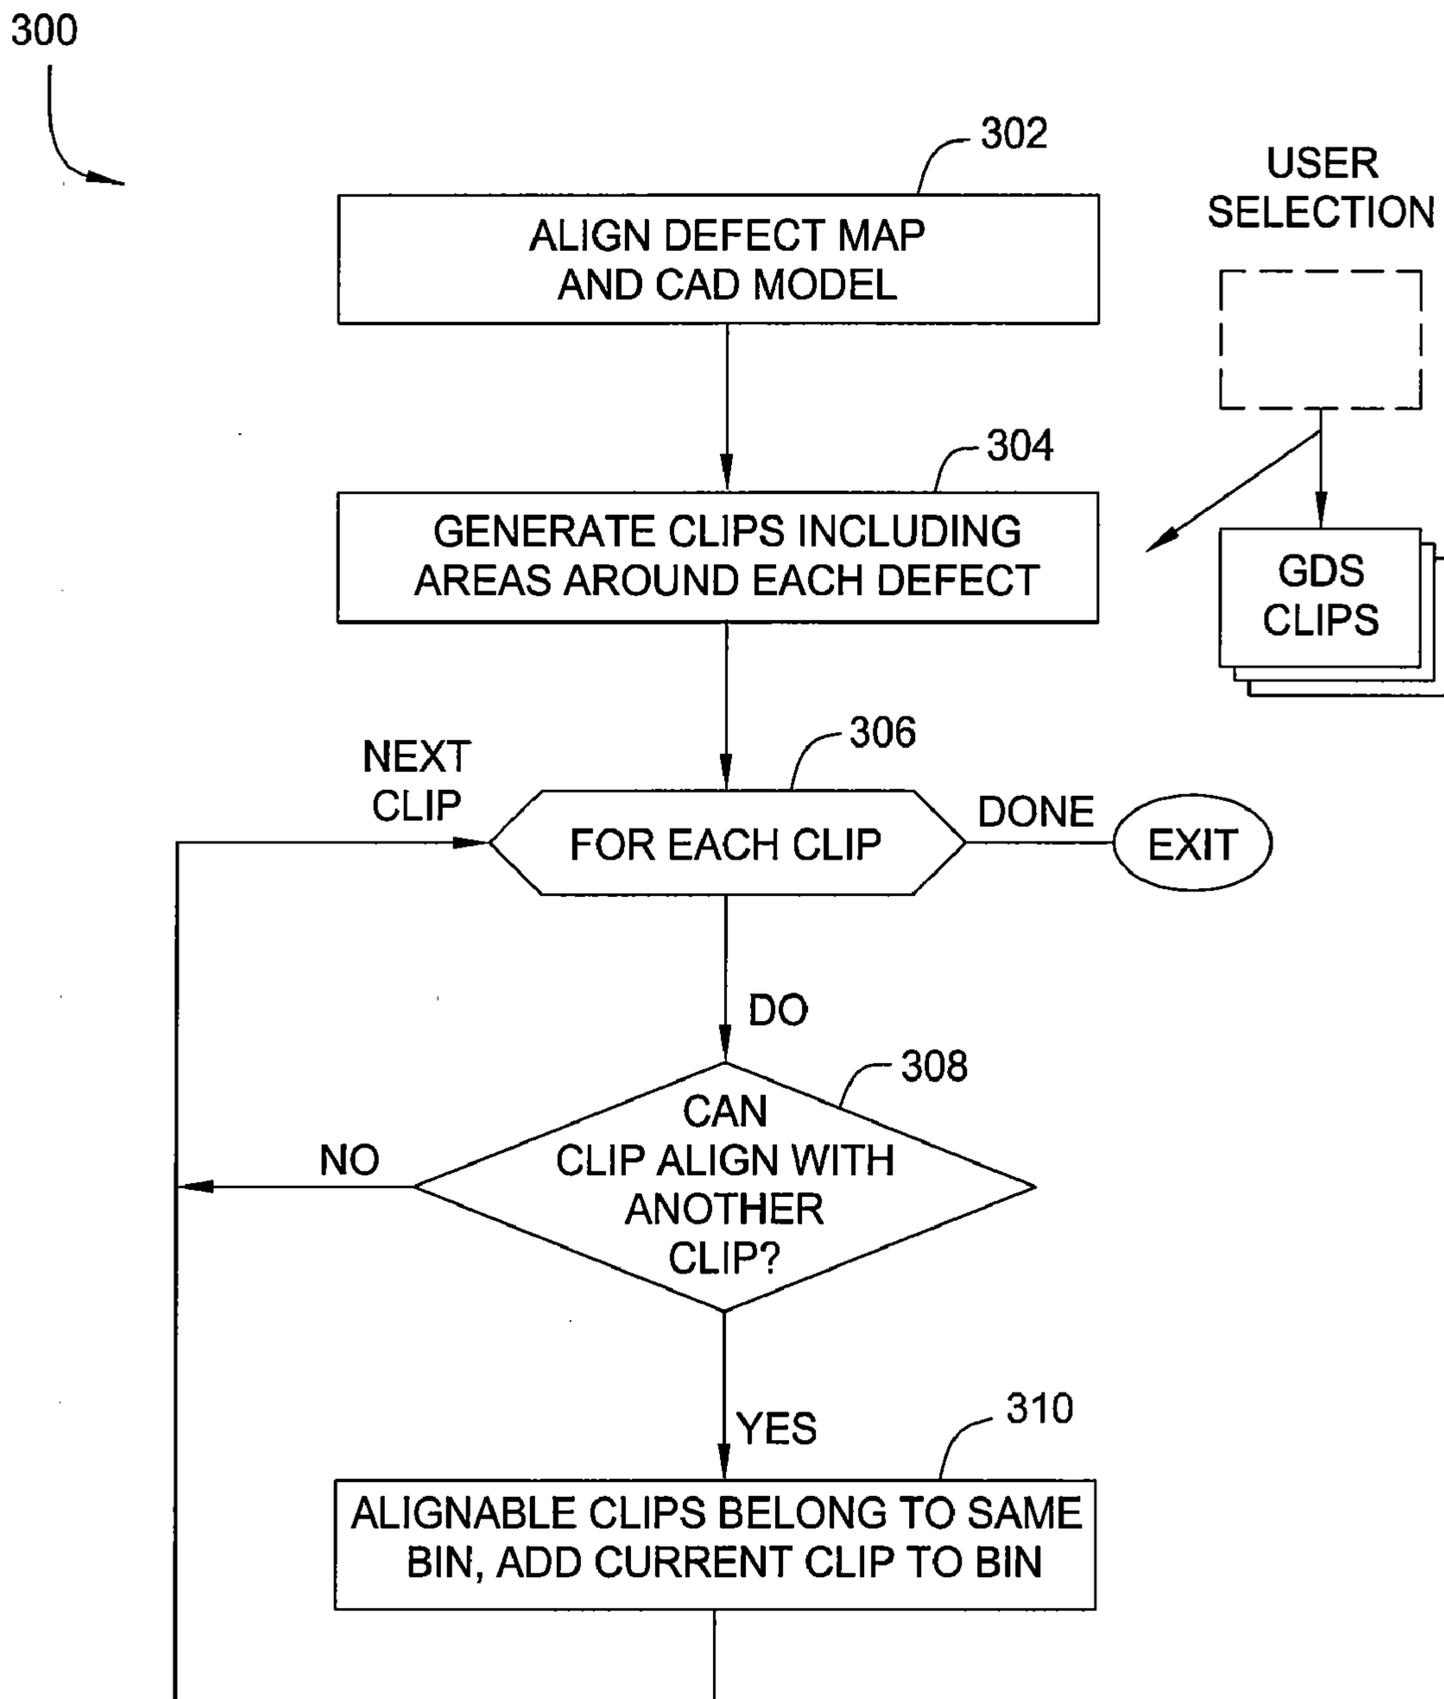 300
302
ALIGN DEFECT MAP
AND CAD MODEL
USER
SELECTION
304
GENERATE CLIPS INCLUDING
AREAS AROUND EACH DEFECT
GDS
CLIPS
306
NEXT
CLIP
FOR EACH CLIP
DONE
EXIT
DO
308
CAN
CLIP ALIGN WITH
ANOTHER
CLIP?
NO
YES
310
ALIGNABLE CLIPS BELONG TO SAME
BIN, ADD CURRENT CLIP TO BIN